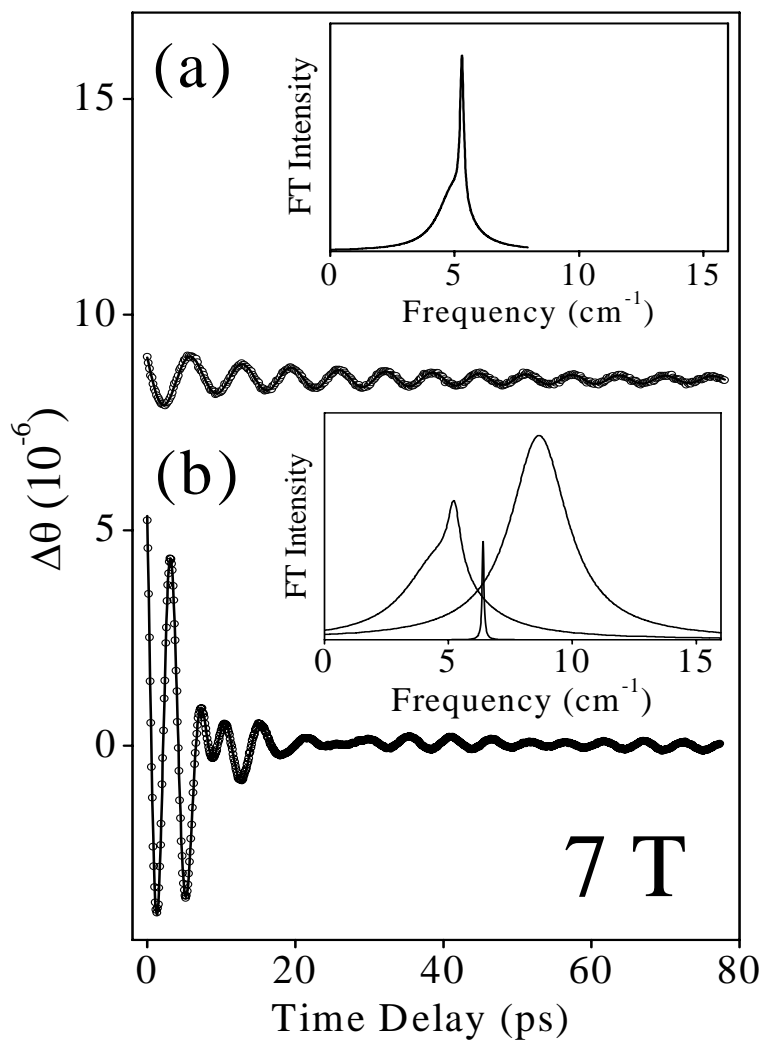 (a)
15
FT Intensity
0 5 10 15
Frequency (cm⁻¹)
10
Δθ (10⁻⁶)
(b)
5
FT Intensity
0 5 10 15
Frequency (cm⁻¹)
0
7 T
0 20 40 60 80
Time Delay (ps)